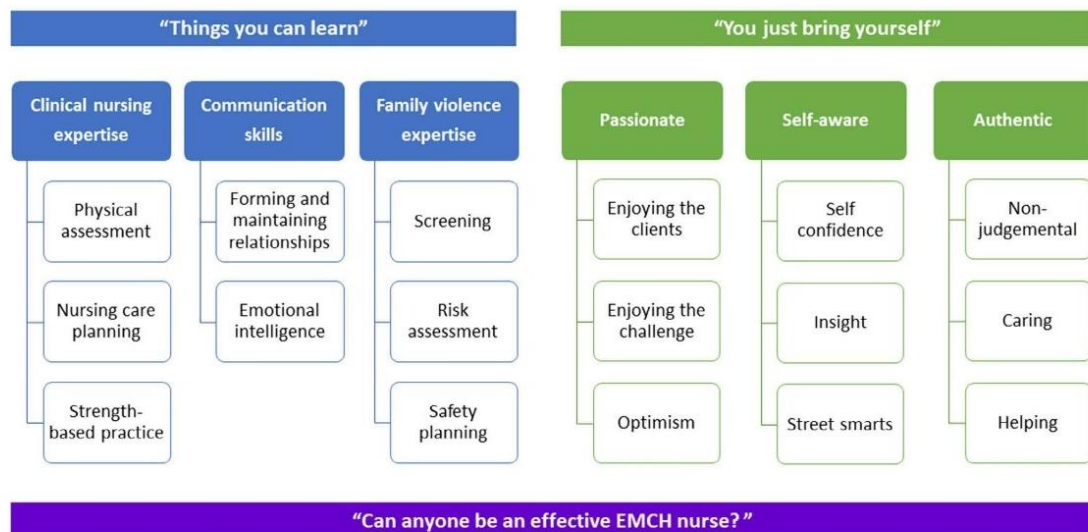 “Things you can learn”
“You just bring yourself”
Clinical nursing
expertise
Communication
skills
Family violence
expertise
Passionate
Self-aware
Authentic
Physical
assessment
Forming and
maintaining
relationships
Screening
Enjoying the
clients
Self
confidence
Non-
judgemental
Nursing care
planning
Emotional
intelligence
Risk
assessment
Enjoying the
challenge
Insight
Caring
Strength-
based practice
Safety
planning
Optimism
Street smarts
Helping
“Can anyone be an effective EMCH nurse?”